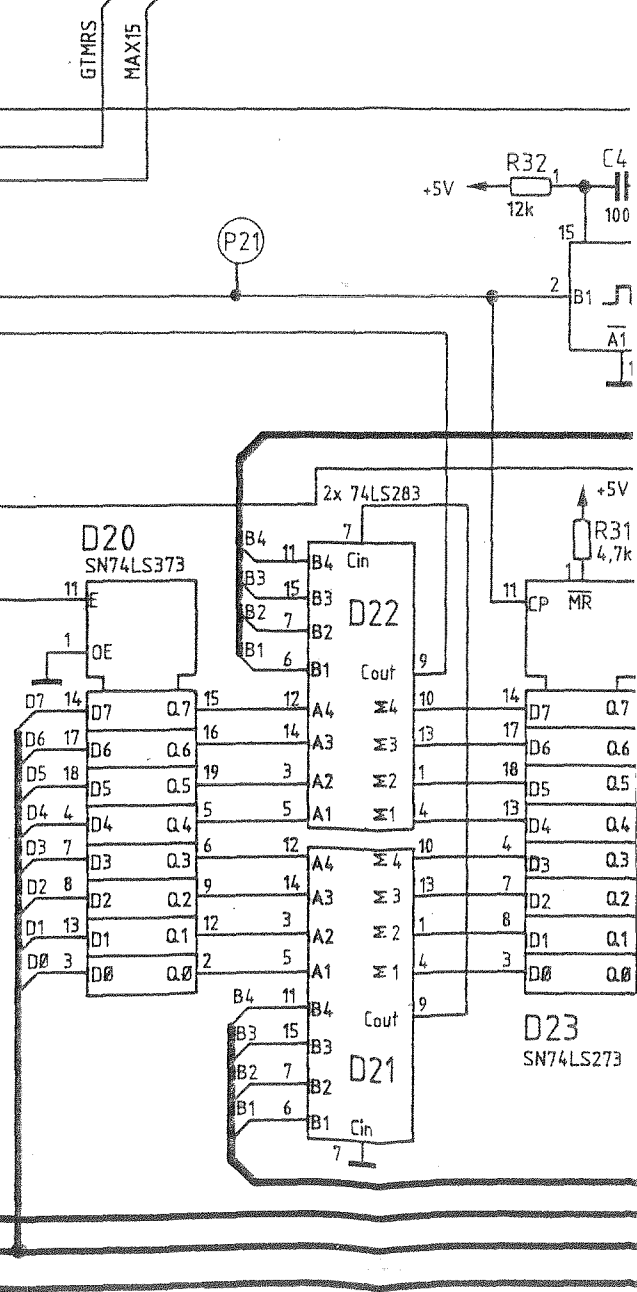 GTMRS
MAX15
R32
C4
1
+5V
12k
100
15
P21
2
B1
A1
1
2x 74LS283
+5V
D20
SN74LS373
7
R31
4,7k
B4 11 B4 Cin
B3 15 B3
D22
B2 7 B2
B1 6 B1
Cout 9
11 E
1 OE
1
11 CP MR
D7 14 D7 Q.7 15 12 A4 Σ4 10 14 D7
D6 17 D6 Q.6 16 14 A3 Σ3 13 17 D6 Q.6
D5 18 D5 Q.5 19 3 A2 Σ2 1 18 D5 Q.5
D4 4 D4 Q.4 5 5 A1 Σ1 4 13 D4 Q.4
D3 7 D3 Q.3 6 12 A4 Σ4 10 4 D3 Q.3
D2 8 D2 Q.2 9 14 A3 Σ3 13 7 D2 Q.2
D1 13 D1 Q.1 12 3 A2 Σ2 1 8 D1 Q.1
DØ 3 DØ Q.Ø 2 5 A1 Σ1 4 3 DØ Q.Ø
B4 11 B4
Cout 9
B3 15 B3
D21
B2 7 B2
B1 6 B1 Cin
7
D23
SN74LS273